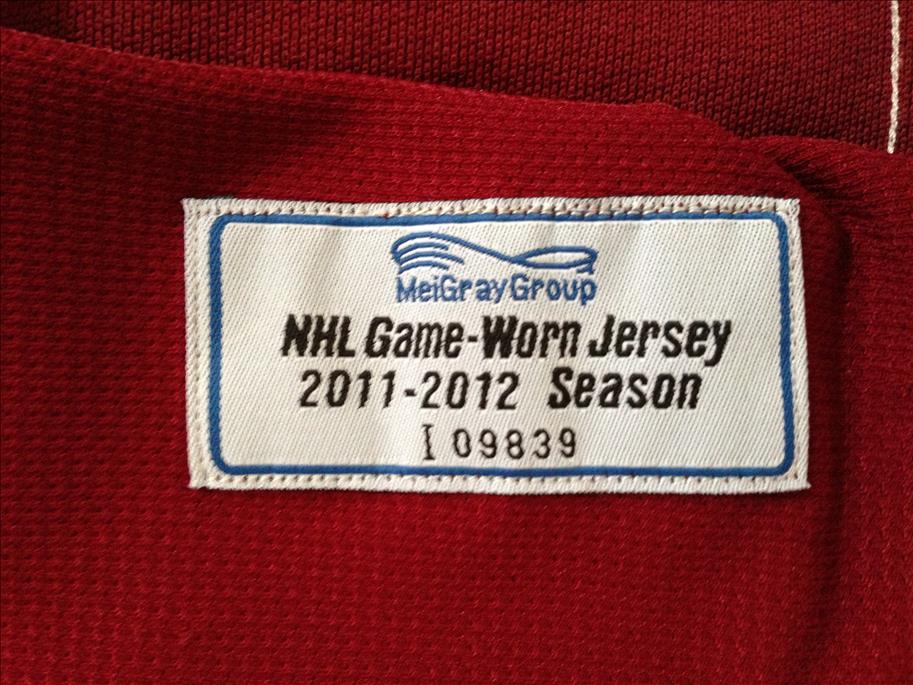 MeiGrayGroup
NHL Game-Worn Jersey
2011-2012 Season
I 09839